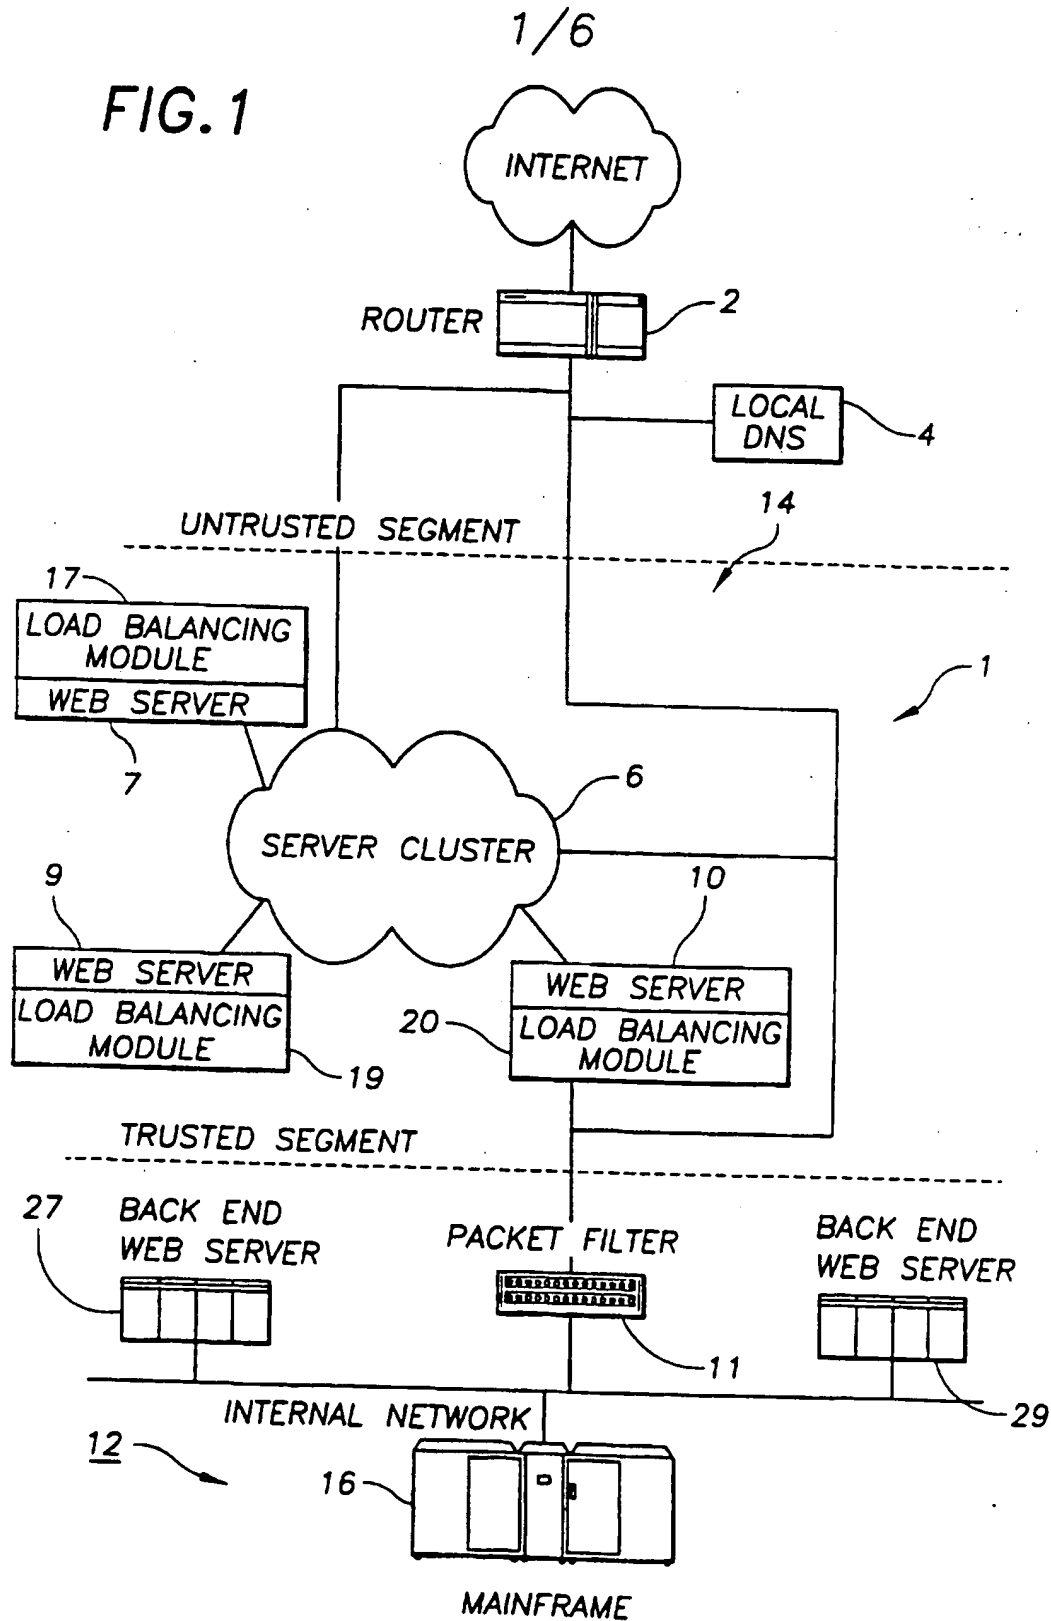 1/6
FIG. 1
INTERNET
ROUTER
2
LOCAL
DNS
4
UNTRUSTED SEGMENT
14
17
LOAD BALANCING
MODULE
WEB SERVER
7
1
6
SERVER CLUSTER
9
WEB SERVER
LOAD BALANCING
MODULE
19
10
WEB SERVER
20
LOAD BALANCING
MODULE
TRUSTED SEGMENT
27
BACK END
WEB SERVER
PACKET FILTER
BACK END
WEB SERVER
11
29
INTERNAL NETWORK
12
16
MAINFRAME